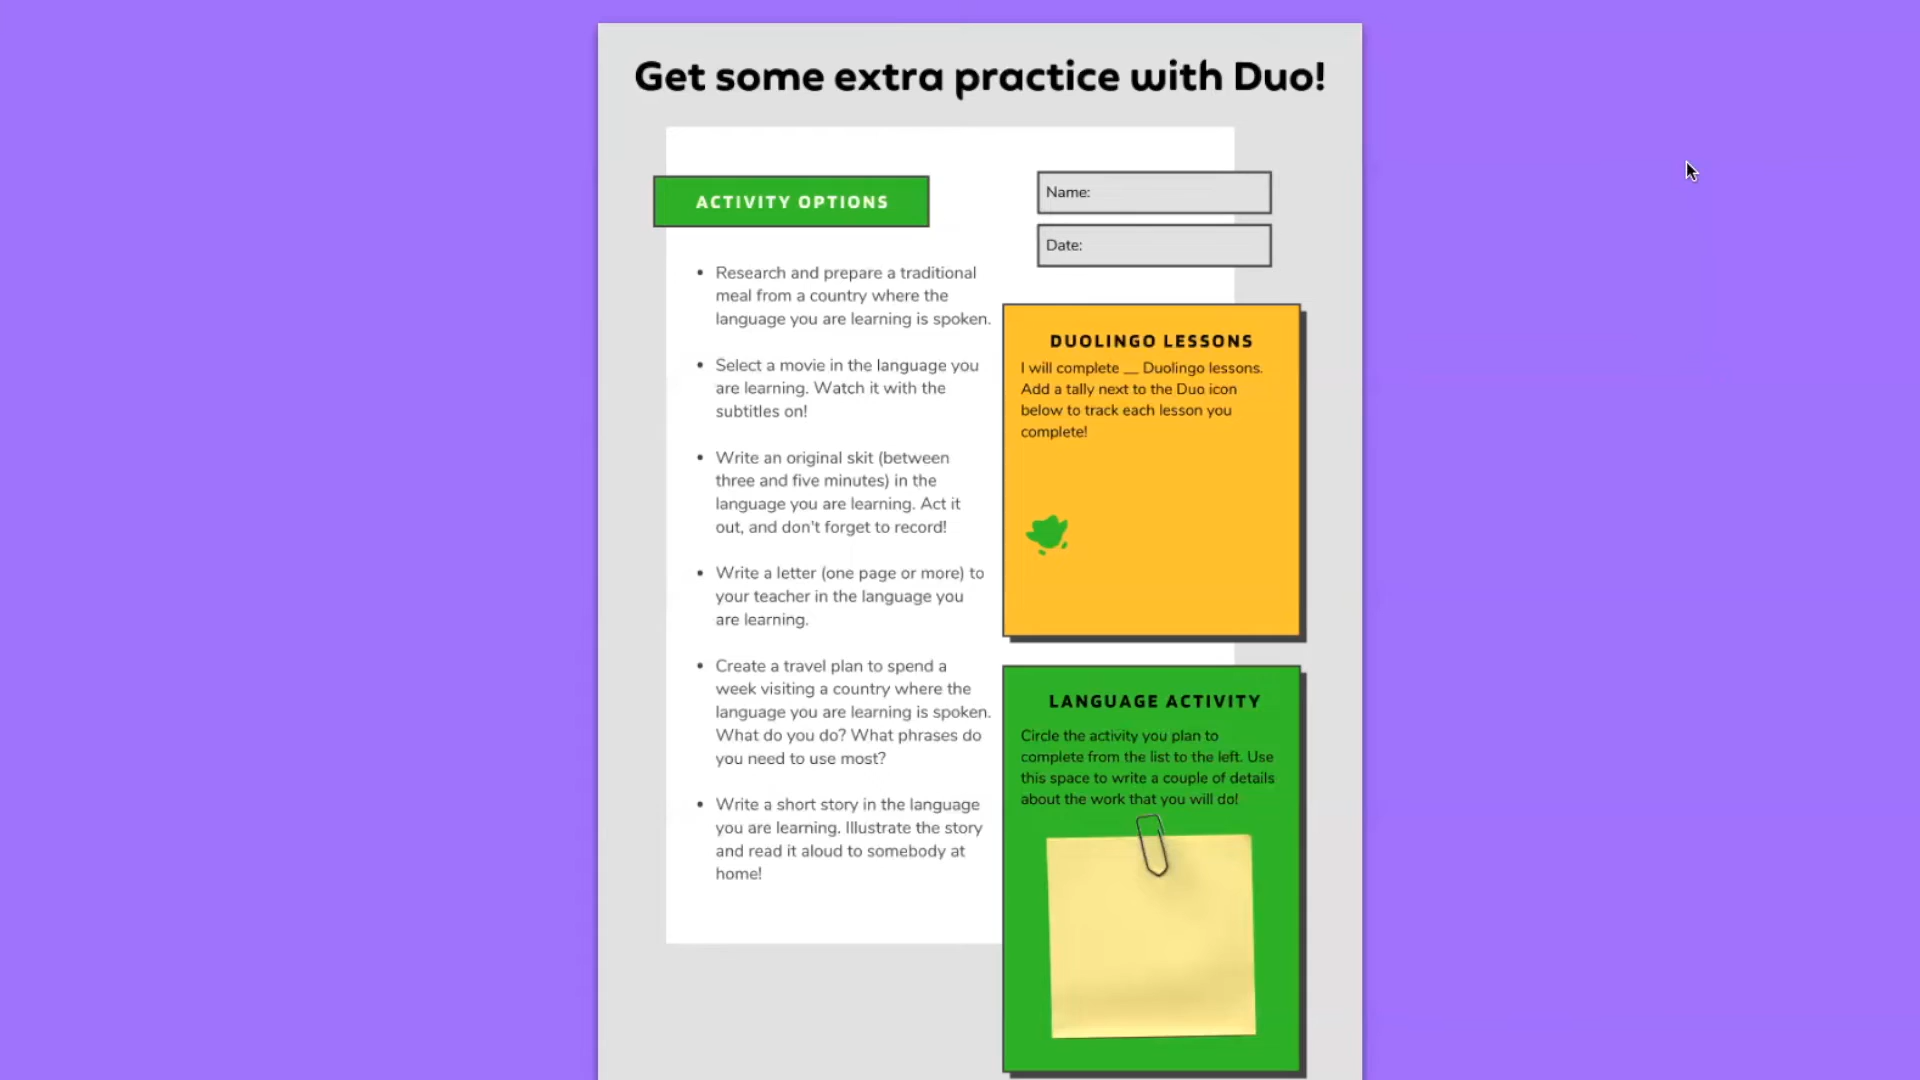 Get some extra practice with Duo!
ACTIVITY OPTIONS
Name:
Date:
• Research and prepare a traditional
meal from a country where the
language you are learning is spoken.
• Select a movie in the language you
are learning. Watch it with the
subtitles on!
• Write an original skit (between
three and five minutes) in the
language you are learning. Act it
out, and don't forget to record!
• Write a letter (one page or more) to
your teacher in the language you
are learning.
• Create a travel plan to spend a
week visiting a country where the
language you are learning is spoken.
What do you do? What phrases do
you need to use most?
• Write a short story in the language
you are learning. Illustrate the story
and read it aloud to somebody at
home!
DUOLINGO LESSONS
I will complete __ Duolingo lessons.
Add a tally next to the Duo icon
below to track each lesson you
complete!
LANGUAGE ACTIVITY
Circle the activity you plan to
complete from the list to the left. Use
this space to write a couple of details
about the work that you will do!